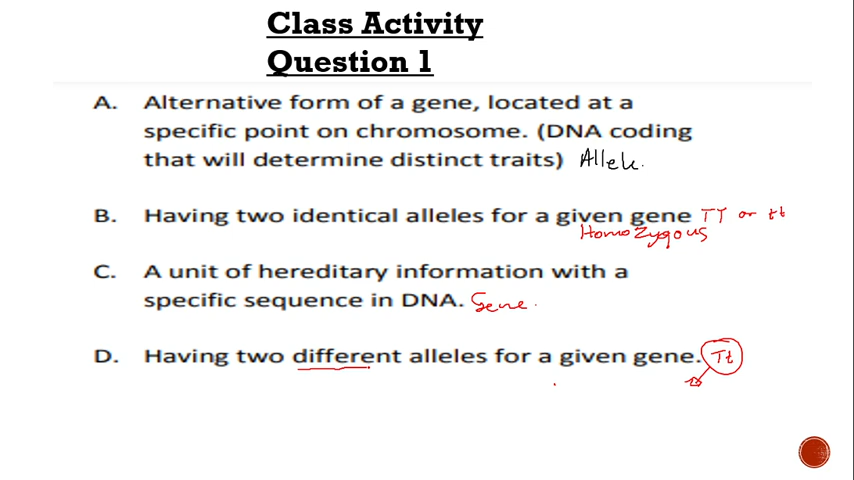 Class Activity
Question 1
A. Alternative form of a gene, located at a
specific point on chromosome. (DNA coding
that will determine distinct traits) Allele.
B. Having two identical alleles for a given gene TT or tt
Homozygous
C. A unit of hereditary information with a
specific sequence in DNA. Gene.
D. Having two different alleles for a given gene. Tt